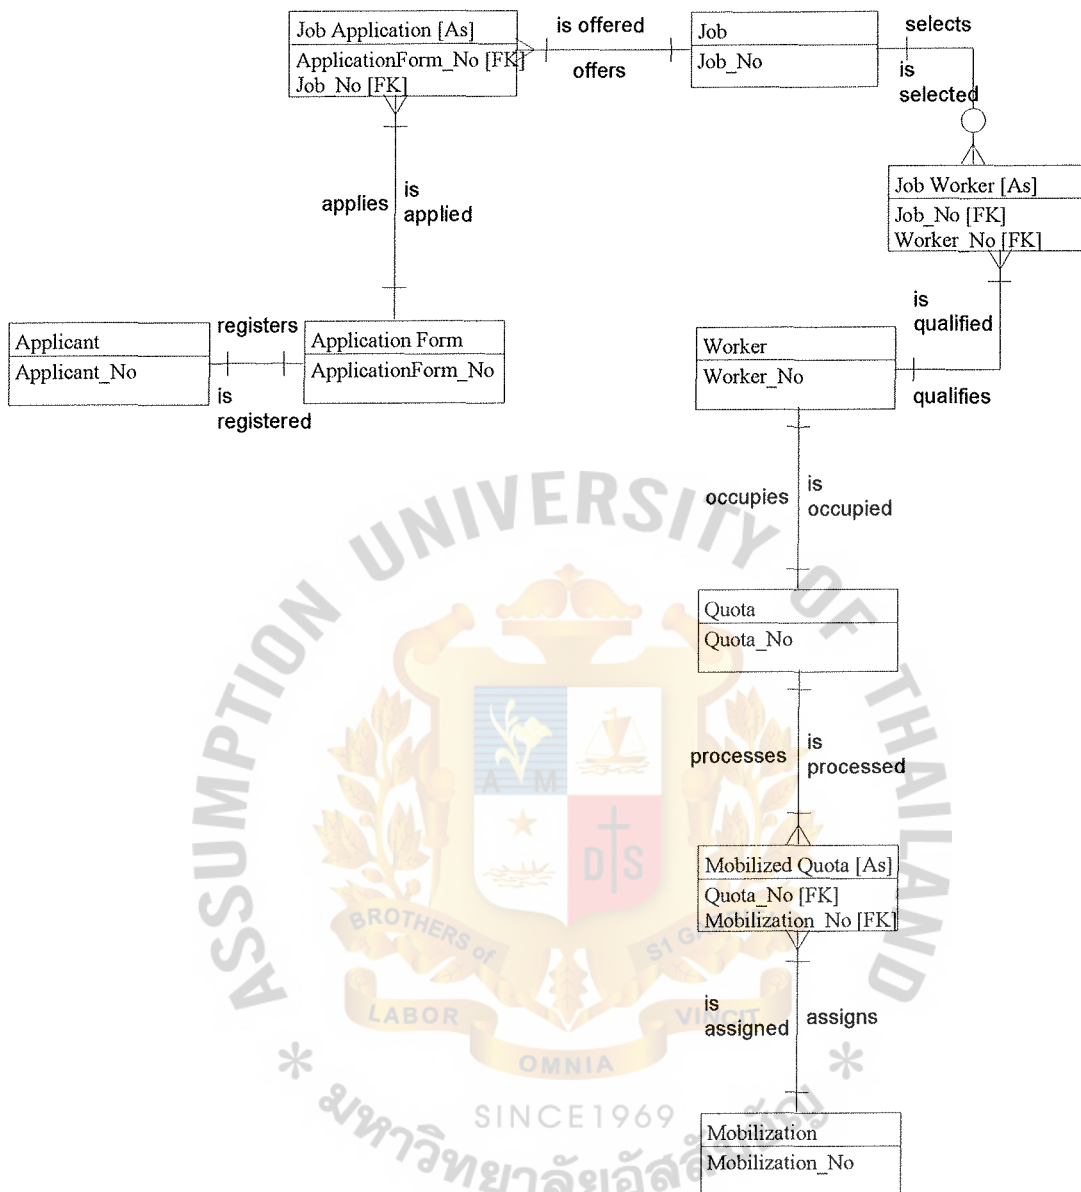 Job Application [As]
ApplicationForm_No [FK]
Job_No [FK]
is offered
offers
Job
Job_No
selects
is
selected
Job Worker [As]
Job_No [FK]
Worker_No [FK]
applies
is
applied
is
qualified
qualifies
Applicant
Applicant_No
registers
is
registered
Application Form
ApplicationForm_No
Worker
Worker_No
occupies
is
occupied
Quota
Quota_No
processes
is
processed
Mobilized Quota [As]
Quota_No [FK]
Mobilization_No [FK]
is
assigned
assigns
Mobilization
Mobilization_No
ASSUMPTION UNIVERSITY OF THAILAND
A M
D S
BROTHERS of
LABOR
OMNIA
VINCIT
SINCE1969